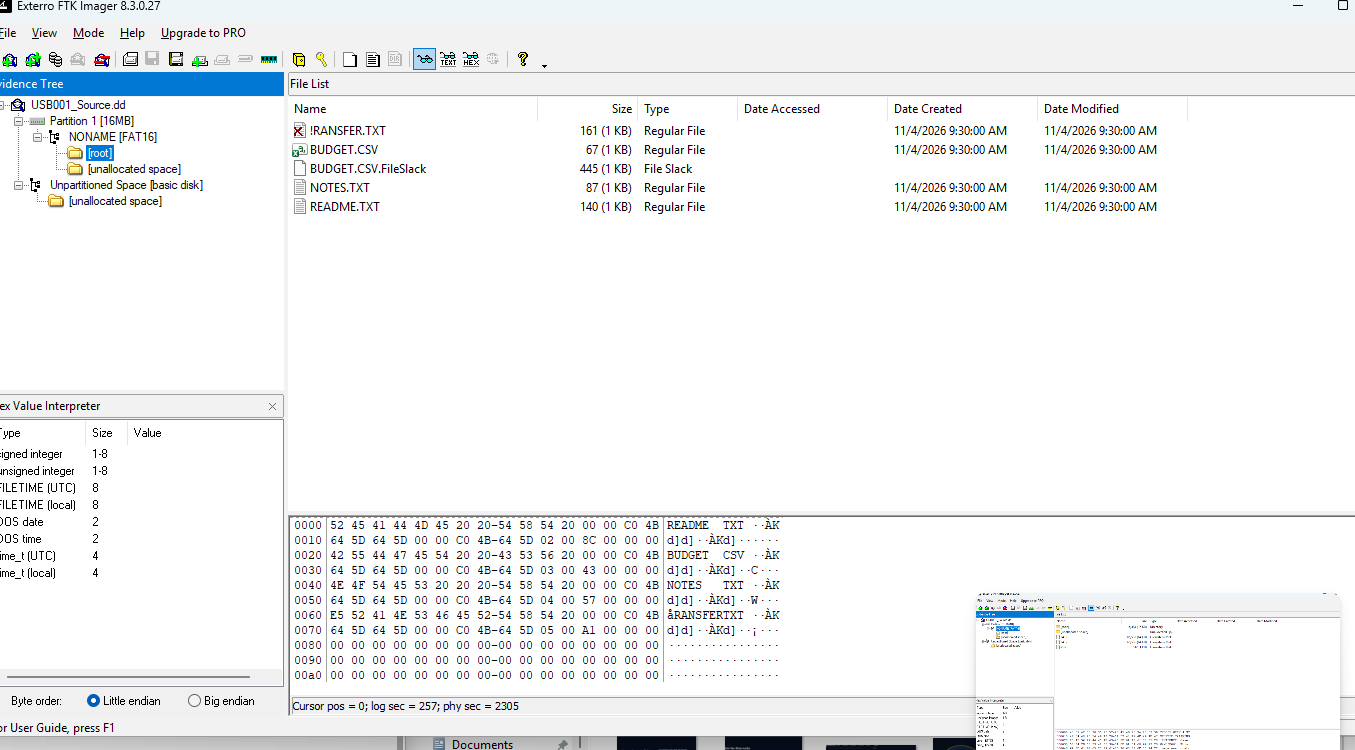 Exterro FTK Imager 8.3.0.27
File View Mode Help Upgrade to PRO
Evidence Tree
USB001_Source.dd
Partition 1 [16MB]
NONAME [FAT16]
[root]
[unallocated space]
Unpartitioned Space [basic disk]
[unallocated space]
File List
Name Size Type Date Accessed Date Created Date Modified
!RANSFER.TXT 161 (1 KB) Regular File 11/4/2026 9:30:00 AM 11/4/2026 9:30:00 AM
BUDGET.CSV 67 (1 KB) Regular File 11/4/2026 9:30:00 AM 11/4/2026 9:30:00 AM
BUDGET.CSV.FileSlack 445 (1 KB) File Slack
NOTES.TXT 87 (1 KB) Regular File 11/4/2026 9:30:00 AM 11/4/2026 9:30:00 AM
README.TXT 140 (1 KB) Regular File 11/4/2026 9:30:00 AM 11/4/2026 9:30:00 AM
ex Value Interpreter
Type Size Value
signed integer 1-8
unsigned integer 1-8
FILETIME (UTC) 8
FILETIME (local) 8
DOS date 2
DOS time 2
time_t (UTC) 4
time_t (local) 4
Byte order: Little endian Big endian
or User Guide, press F1
0000 52 45 41 44 4D 45 20 20-54 58 54 20 00 00 C0 4B README  TXT ··ÀK
0010 64 5D 64 5D 00 00 C0 4B-64 5D 02 00 8C 00 00 00 d]d]··ÀKd]······
0020 42 55 44 47 45 54 20 20-43 53 56 20 00 00 C0 4B BUDGET  CSV ··ÀK
0030 64 5D 64 5D 00 00 C0 4B-64 5D 03 00 43 00 00 00 d]d]··ÀKd]··C···
0040 4E 4F 54 45 53 20 20 20-54 58 54 20 00 00 C0 4B NOTES   TXT ··ÀK
0050 64 5D 64 5D 00 00 C0 4B-64 5D 04 00 57 00 00 00 d]d]··ÀKd]··W···
0060 E5 52 41 4E 53 46 45 52-54 58 54 20 00 00 C0 4B åRANSFERTXT ··ÀK
0070 64 5D 64 5D 00 00 C0 4B-64 5D 05 00 A1 00 00 00 d]d]··ÀKd]··¡···
0080 00 00 00 00 00 00 00 00-00 00 00 00 00 00 00 00 ················
0090 00 00 00 00 00 00 00 00-00 00 00 00 00 00 00 00 ················
00a0 00 00 00 00 00 00 00 00-00 00 00 00 00 00 00 00 ················
Cursor pos = 0; log sec = 257; phy sec = 2305
Documents